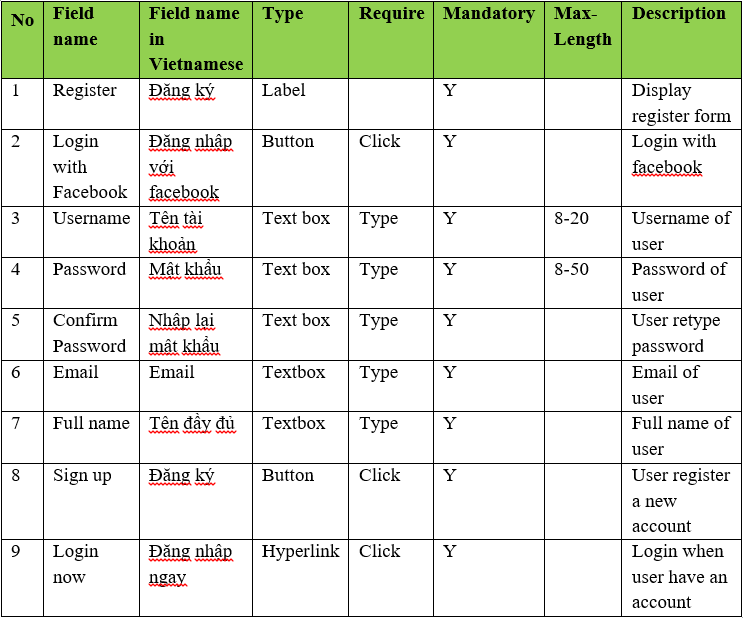 No Field name Field name in Vietnamese Type Require Mandatory Max-Length Description
1 Register Đăng ký Label Y Display register form
2 Login with Facebook Đăng nhập với facebook Button Click Y Login with facebook
3 Username Tên tài khoản Text box Type Y 8-20 Username of user
4 Password Mật khẩu Text box Type Y 8-50 Password of user
5 Confirm Password Nhập lại mật khẩu Text box Type Y User retype password
6 Email Email Textbox Type Y Email of user
7 Full name Tên đầy đủ Textbox Type Y Full name of user
8 Sign up Đăng ký Button Click Y User register a new account
9 Login now Đăng nhập ngay Hyperlink Click Y Login when user have an account